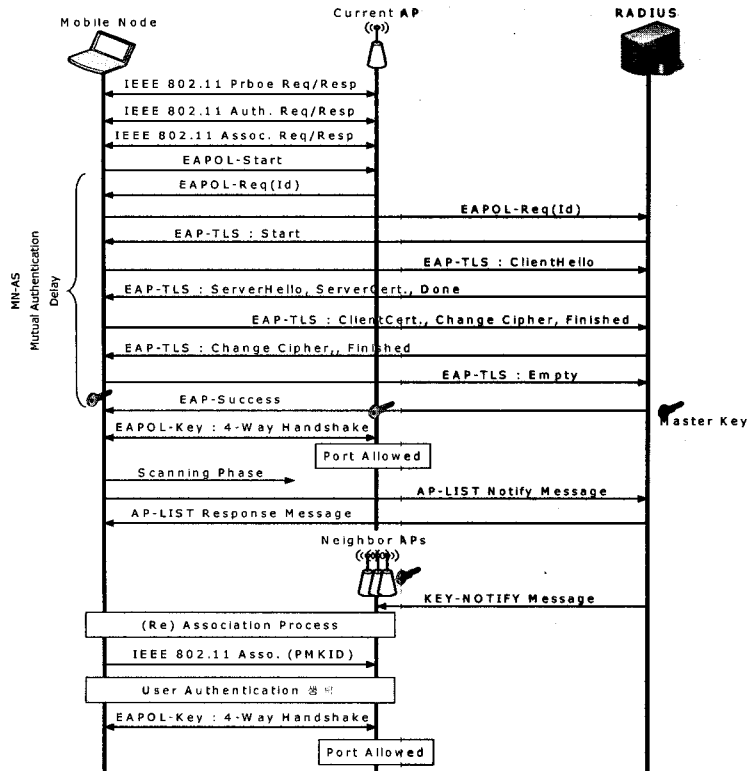 Mobile Node
Current AP
RADIUS
IEEE 802.11 Prboe Req/Resp
IEEE 802.11 Auth. Req/Resp
IEEE 802.11 Assoc. Req/Resp
EAPOL-Start
EAPOL-Req(Id)
EAPOL-Req(Id)
EAP-TLS : Start
EAP-TLS : ClientHello
EAP-TLS : ServerHello, ServerCert., Done
EAP-TLS : ClientCert., Change Cipher, Finished
EAP-TLS : Change Cipher,, Finished
EAP-TLS : Empty
EAP-Success
MN-AS
Mutual Authentication
Delay
Master Key
EAPOL-Key : 4-Way Handshake
Port Allowed
Scanning Phase
AP-LIST Notify Message
AP-LIST Response Message
Neighbor APs
KEY-NOTIFY Message
(Re) Association Process
IEEE 802.11 Asso. (PMKID)
User Authentication 생략
EAPOL-Key : 4-Way Handshake
Port Allowed